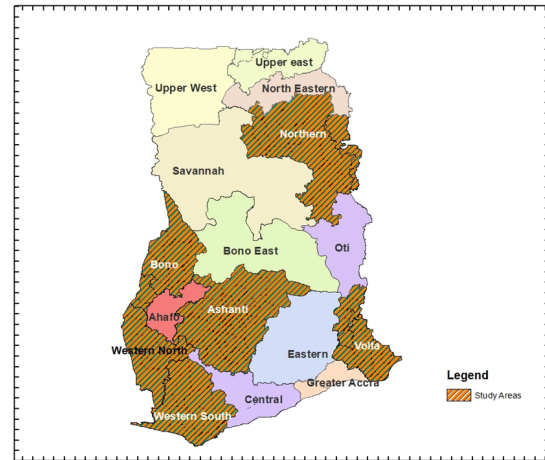 Upper east
Upper West
North Eastern
Northern
Savannah
Oti
Bono East
Bono
Ashanti
Ahafo
Volta
Western North
Eastern
Greater Accra
Central
Western South
Legend
Study Areas